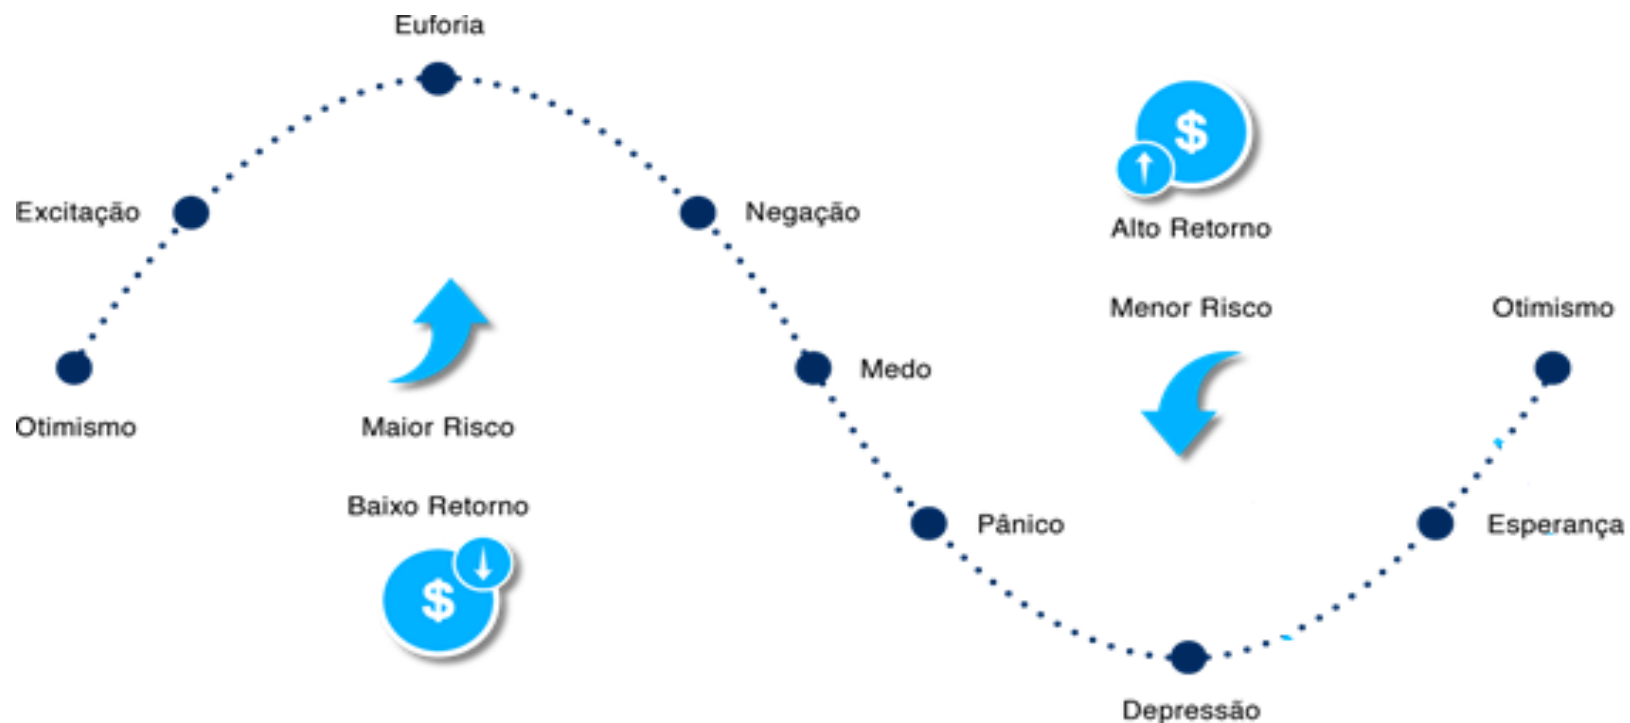 Euforia
Excitação
Negação
$
Alto Retorno
Menor Risco
Otimismo
Medo
Otimismo
Maior Risco
Baixo Retorno
$
Pânico
Esperança
Depressão